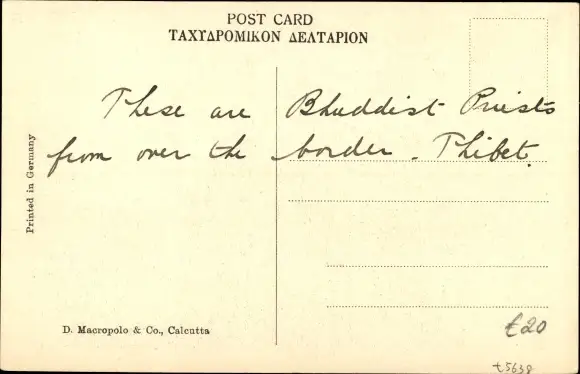 POST CARD
ΤΑΧΥΔΡΟΜΙΚΟΝ ΔΕΛΤΑΡΙΟΝ
These are Bhuddist Priests
from over the border. Thibet.
Printed in Germany
D. Macropolo & Co., Calcutta
£20
t5638